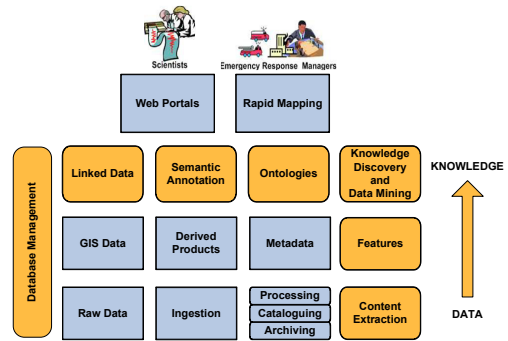 Scientists
Emergency Response Managers
Web Portals
Rapid Mapping
Database Management
Linked Data
Semantic
Annotation
Ontologies
Knowledge
Discovery
and
Data Mining
KNOWLEDGE
GIS Data
Derived
Products
Metadata
Features
Raw Data
Ingestion
Processing
Cataloguing
Archiving
Content
Extraction
DATA